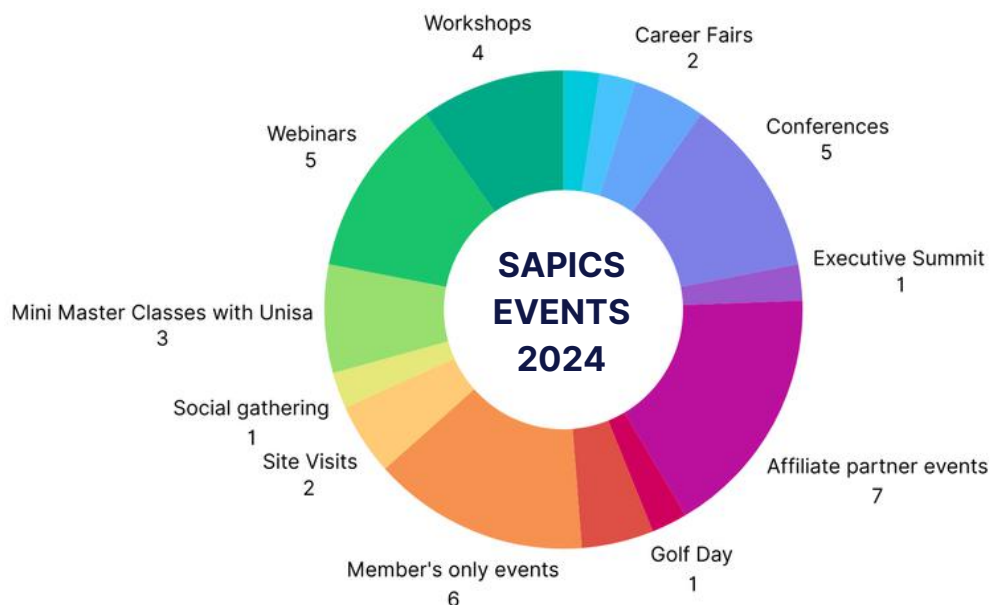 Workshops
4
Career Fairs
2
Webinars
5
Conferences
5
SAPICS
EVENTS
2024
Executive Summit
1
Mini Master Classes with Unisa
3
Social gathering
1
Site Visits
2
Affiliate partner events
7
Golf Day
1
Member's only events
6